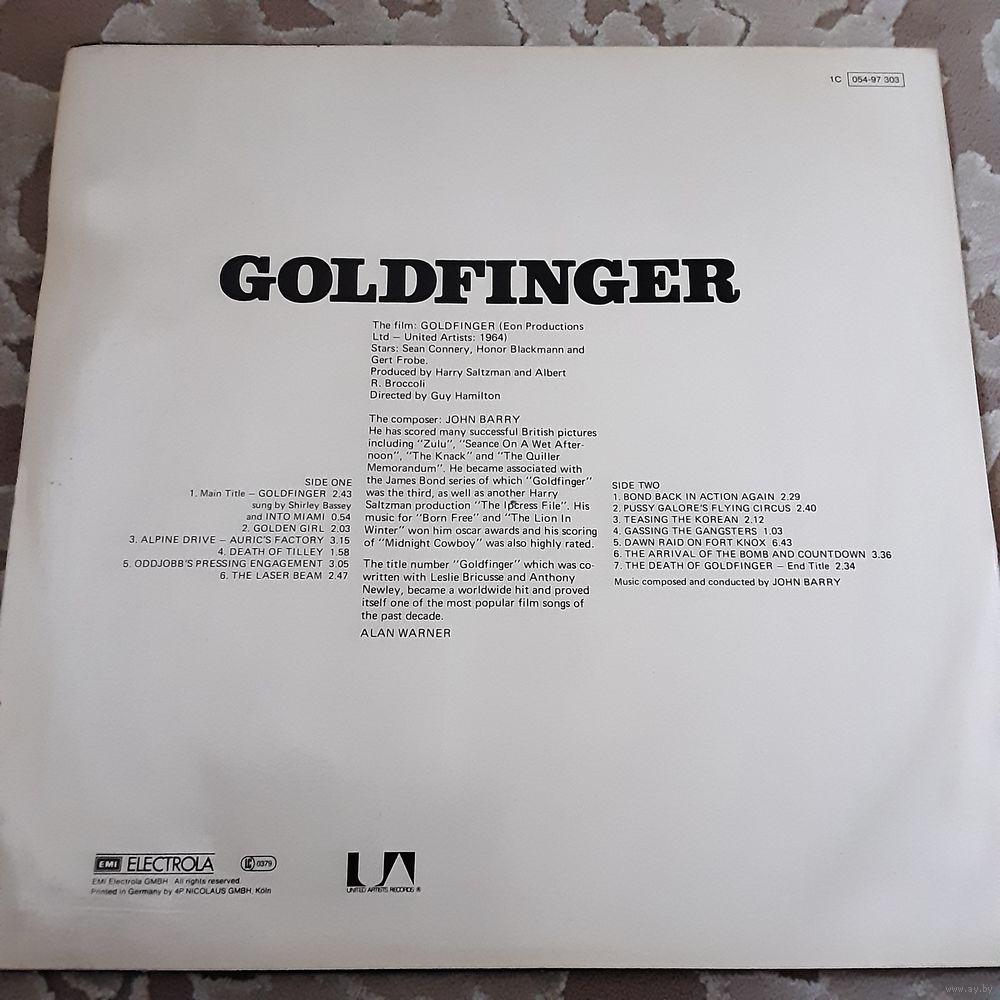 1C 054-97 303
GOLDFINGER
The film: GOLDFINGER (Eon Productions
Ltd – United Artists: 1964)
Stars: Sean Connery, Honor Blackmann and
Gert Frobe.
Produced by Harry Saltzman and Albert
R. Broccoli
Directed by Guy Hamilton
The composer: JOHN BARRY
He has scored many successful British pictures
including "Zulu", "Seance On A Wet After-
noon", "The Knack" and "The Quiller
Memorandum". He became associated with
the James Bond series of which "Goldfinger"
was the third, as well as another Harry
Saltzman production "The Ipcress File". His
music for "Born Free" and "The Lion In
Winter" won him oscar awards and his scoring
of "Midnight Cowboy" was also highly rated.
The title number "Goldfinger" which was co-
written with Leslie Bricusse and Anthony
Newley, became a worldwide hit and proved
itself one of the most popular film songs of
the past decade.
ALAN WARNER
SIDE ONE
1. Main Title – GOLDFINGER 2.43
sung by Shirley Bassey
and INTO MIAMI 0.54
2. GOLDEN GIRL 2.03
3. ALPINE DRIVE – AURIC'S FACTORY 3.15
4. DEATH OF TILLEY 1.58
5. ODDJOBB'S PRESSING ENGAGEMENT 3.05
6. THE LASER BEAM 2.47
SIDE TWO
1. BOND BACK IN ACTION AGAIN 2.29
2. PUSSY GALORE'S FLYING CIRCUS 2.40
3. TEASING THE KOREAN 2.12
4. GASSING THE GANGSTERS 1.03
5. DAWN RAID ON FORT KNOX 6.43
6. THE ARRIVAL OF THE BOMB AND COUNTDOWN 3.36
7. THE DEATH OF GOLDFINGER – End Title 2.34
Music composed and conducted by JOHN BARRY
EMI ELECTROLA LC 0379
EMI Electrola GMBH All rights reserved.
Printed in Germany by 4P NICOLAUS GMBH, Köln
UA
UNITED ARTISTS RECORDS ®
www.ay.by